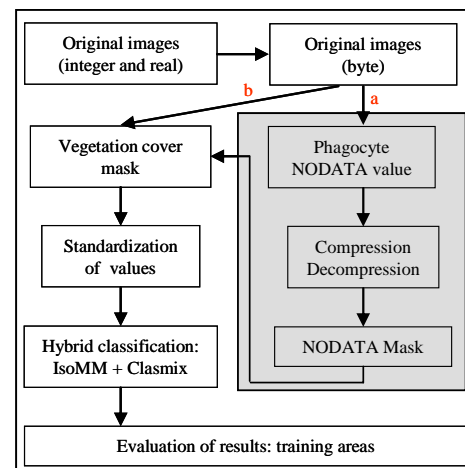 Original images
(integer and real)
Original images
(byte)
b
a
Vegetation cover
mask
Phagocyte
NODATA value
Standardization
of values
Compression
Decompression
Hybrid classification:
IsoMM + Clasmix
NODATA Mask
Evaluation of results: training areas